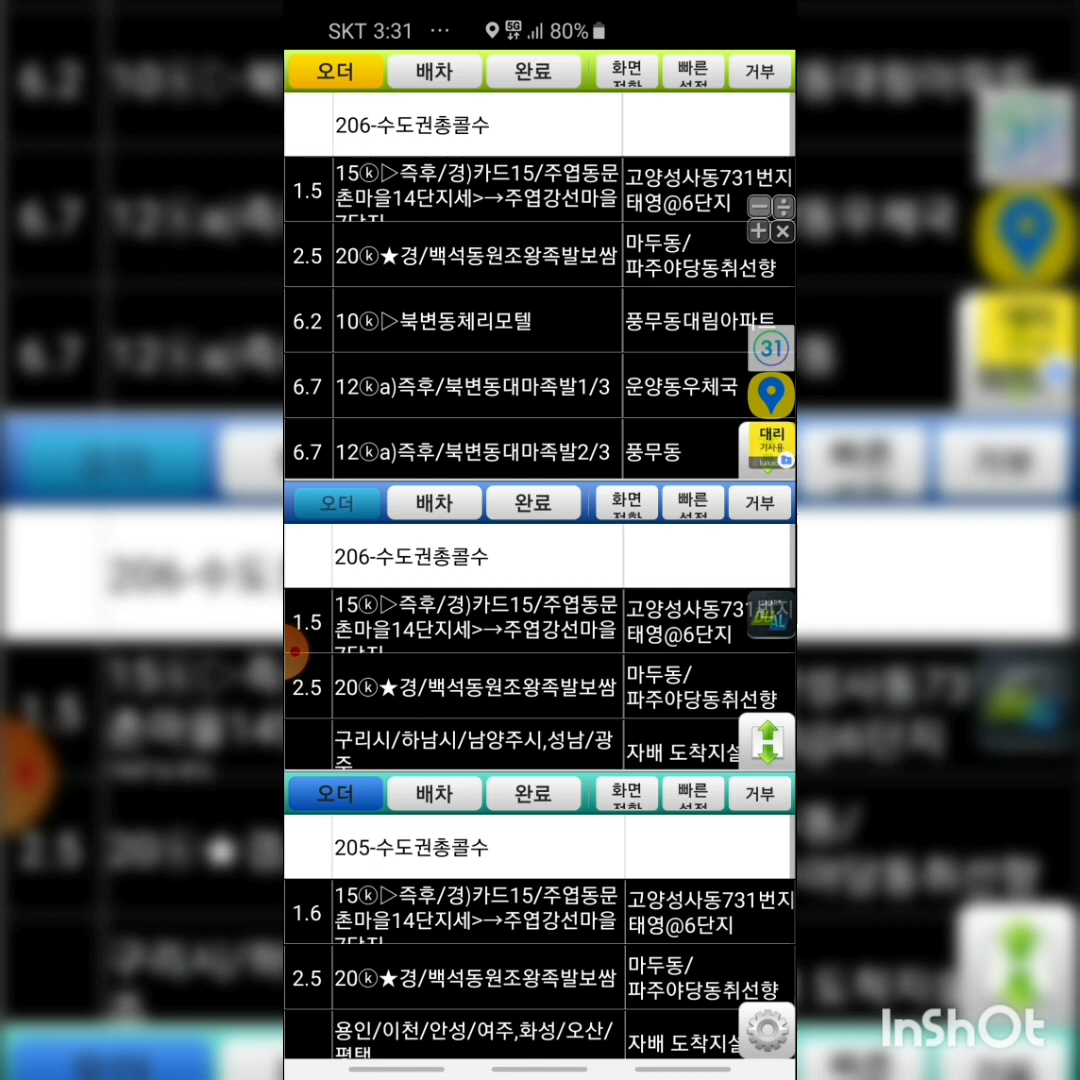 SKT 3:31 ··· 5G 80%
오더 배차 완료 화면 빠른 거부
206-수도권총콜수
15ⓚ▷즉후/경)카드15/주엽동문 고양성사동731번지
1.5 촌마을14단지세>→주엽강선마을 태영@6단지
7단지
마두동/
2.5 20ⓚ★경/백석동원조왕족발보쌈 파주야당동취선향
6.2 10ⓚ▷북변동체리모텔 풍무동대림아파트
31
6.7 12ⓚa)즉후/북변동대마족발1/3 운양동우체국
대리
기사용
6.7 12ⓚa)즉후/북변동대마족발2/3 풍무동
오더 배차 완료 화면 빠른 거부
206-수도권총콜수
15ⓚ▷즉후/경)카드15/주엽동문 고양성사동731번지
1.5 촌마을14단지세>→주엽강선마을 태영@6단지
7단지
마두동/
2.5 20ⓚ★경/백석동원조왕족발보쌈 파주야당동취선향
구리시/하남시/남양주시,성남/광 자배 도착지설
주
오더 배차 완료 화면 빠른 거부
205-수도권총콜수
15ⓚ▷즉후/경)카드15/주엽동문 고양성사동731번지
1.6 촌마을14단지세>→주엽강선마을 태영@6단지
7단지
마두동/
2.5 20ⓚ★경/백석동원조왕족발보쌈 파주야당동취선향
용인/이천/안성/여주,화성/오산/ 자배 도착지설
평택
InShOt